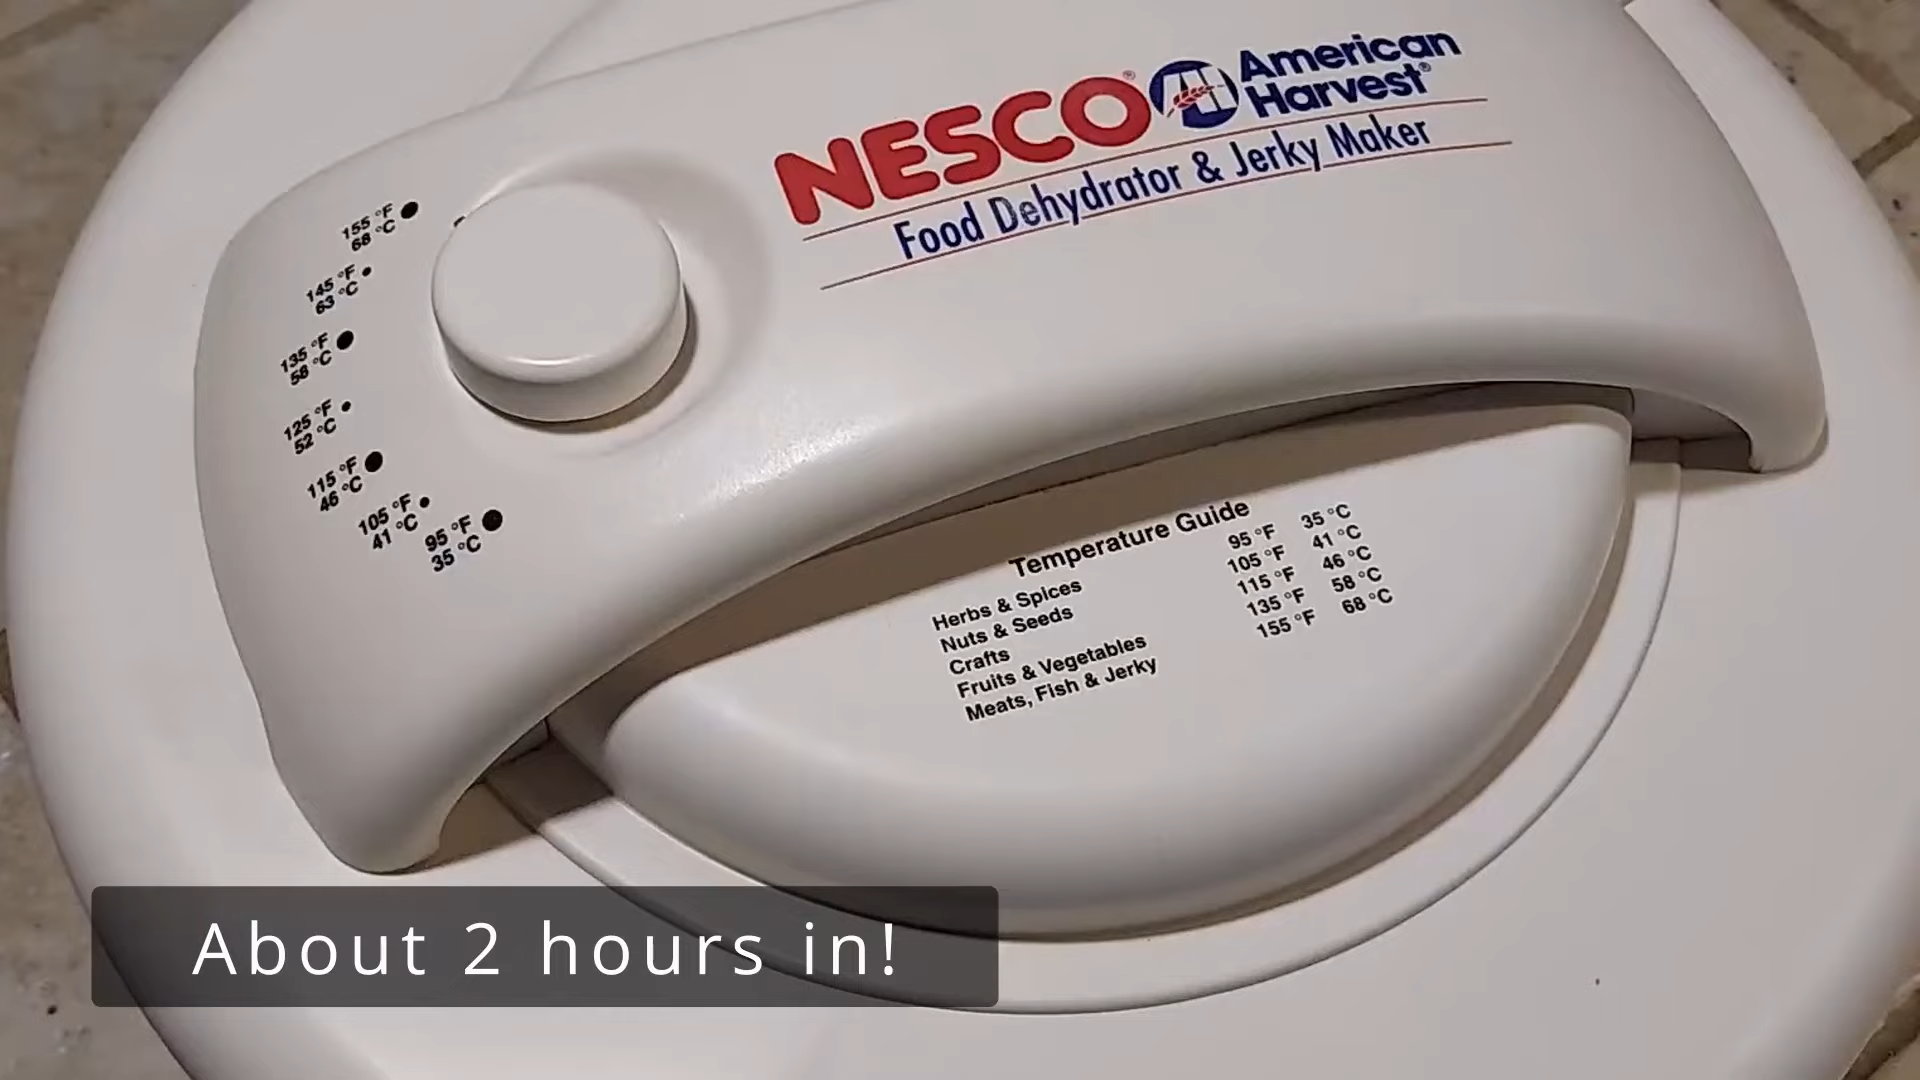 NESCO® American
Harvest®
Food Dehydrator & Jerky Maker
155 °F
68 °C
145 °F
63 °C
135 °F
58 °C
125 °F
52 °C
115 °F
46 °C
105 °F
41 °C
95 °F
35 °C
Temperature Guide
Herbs & Spices 95 °F 35 °C
Nuts & Seeds 105 °F 41 °C
Crafts 115 °F 46 °C
Fruits & Vegetables 135 °F 58 °C
Meats, Fish & Jerky 155 °F 68 °C
About 2 hours in!